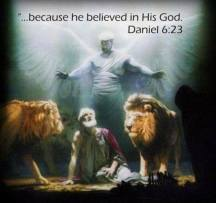 "...because he believed in His God.
Daniel 6:23